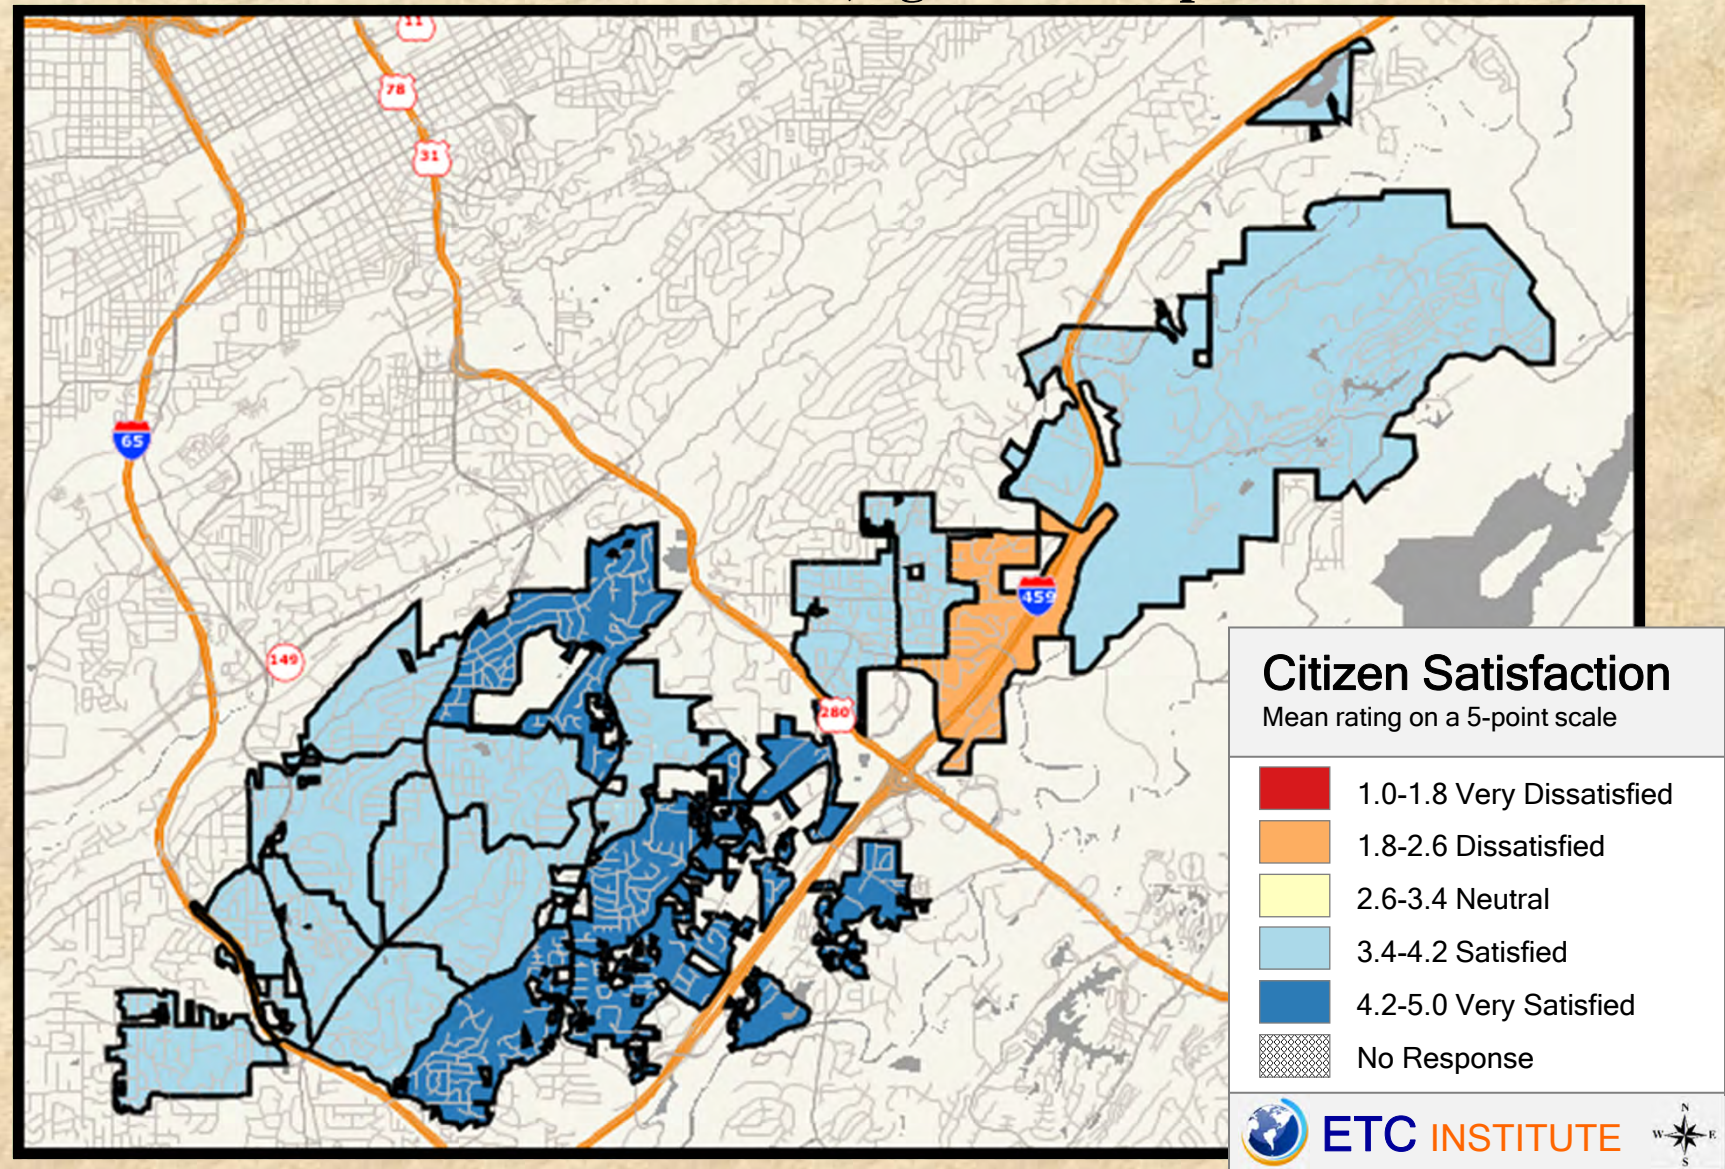 11
78
31
65
149
459
280
Citizen Satisfaction
Mean rating on a 5-point scale
1.0-1.8 Very Dissatisfied
1.8-2.6 Dissatisfied
2.6-3.4 Neutral
3.4-4.2 Satisfied
4.2-5.0 Very Satisfied
No Response
ETC INSTITUTE
N
W E
S